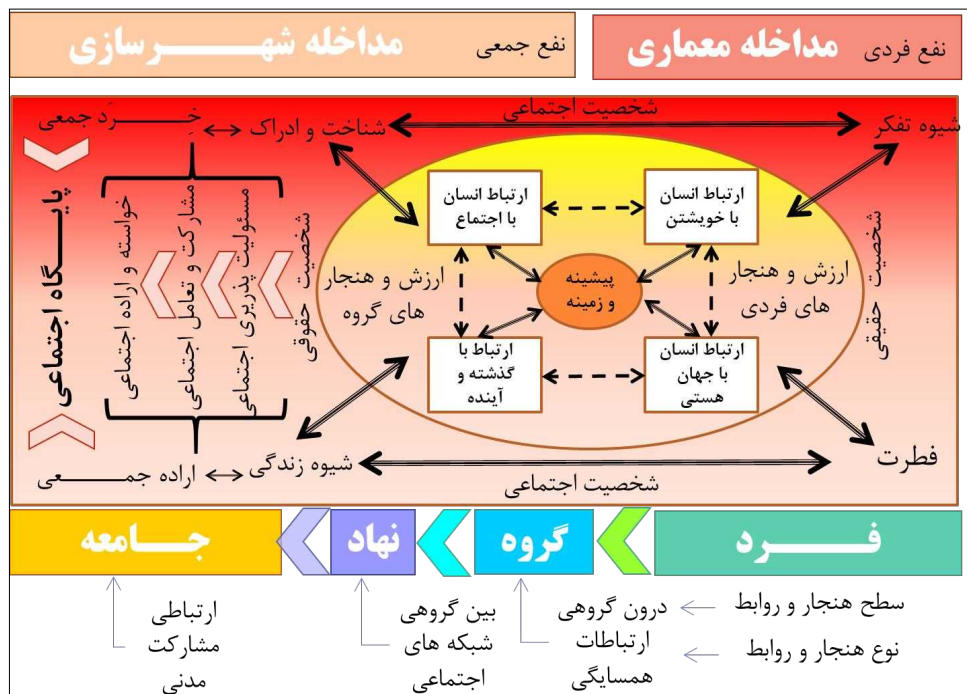 مداخله معماری نفع فردی
مداخله شهرسازی نفع جمعی
شخصیت اجتماعی
شیوه تفکر
شناخت و ادراک
خِرَد جمعی
ارتباط انسان
با خویشتن
ارتباط انسان
با اجتماع
ارزش و هنجار
های فردی
پیشینه
و زمینه
ارزش و هنجار
های گروه
ارتباط انسان
با جهان
هستی
ارتباط با
گذشته و
آینده
شخصیت حقیقی
شخصیت حقوقی
مسئولیت پذریری اجتماعی
مشارکت و تعامل اجتماعی
خواسته و اراده اجتماعی
پایگاه اجتماعی
فطرت
شیوه زندگی
اراده جمعی
شخصیت اجتماعی
فرد
گروه
نهاد
جامعه
سطح هنجار و روابط
نوع هنجار و روابط
درون گروهی
ارتباطات
همسایگی
بین گروهی
شبکه های
اجتماعی
ارتباطی
مشارکت
مدنی